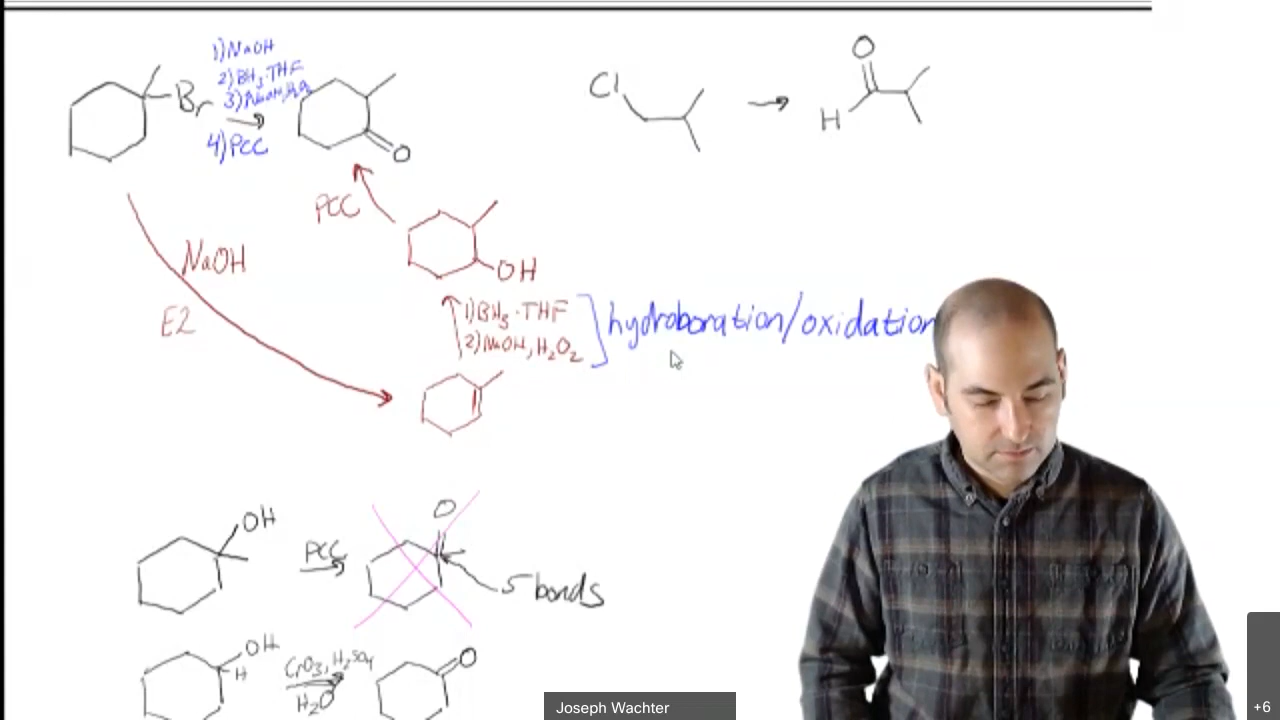 1) NaOH
2) BH3·THF
3) NaOH, H2O2
4) PCC
Br
O
Cl
O
H
PCC
OH
NaOH
E2
1) BH3·THF
2) NaOH, H2O2
hydroboration/oxidation
OH
PCC
O
5 bonds
OH
H
CrO3, H2SO4
H2O
O
Joseph Wachter
+6